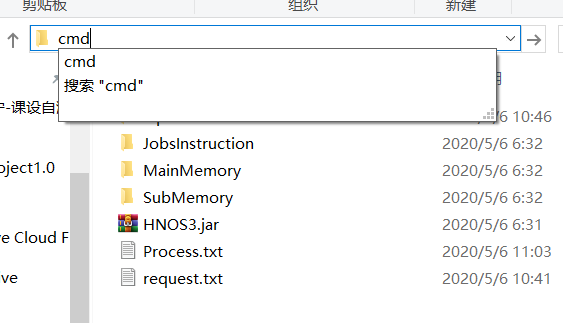 剪贴板
组织
新建
cmd
cmd
搜索 "cmd"
-课设自
2020/5/6 10:46
JobsInstruction
2020/5/6 6:32
oject1.0
MainMemory
2020/5/6 6:32
SubMemory
2020/5/6 6:32
HNOS3.jar
2020/5/6 6:31
ve Cloud F
Process.txt
2020/5/6 11:03
ve
request.txt
2020/5/6 10:41